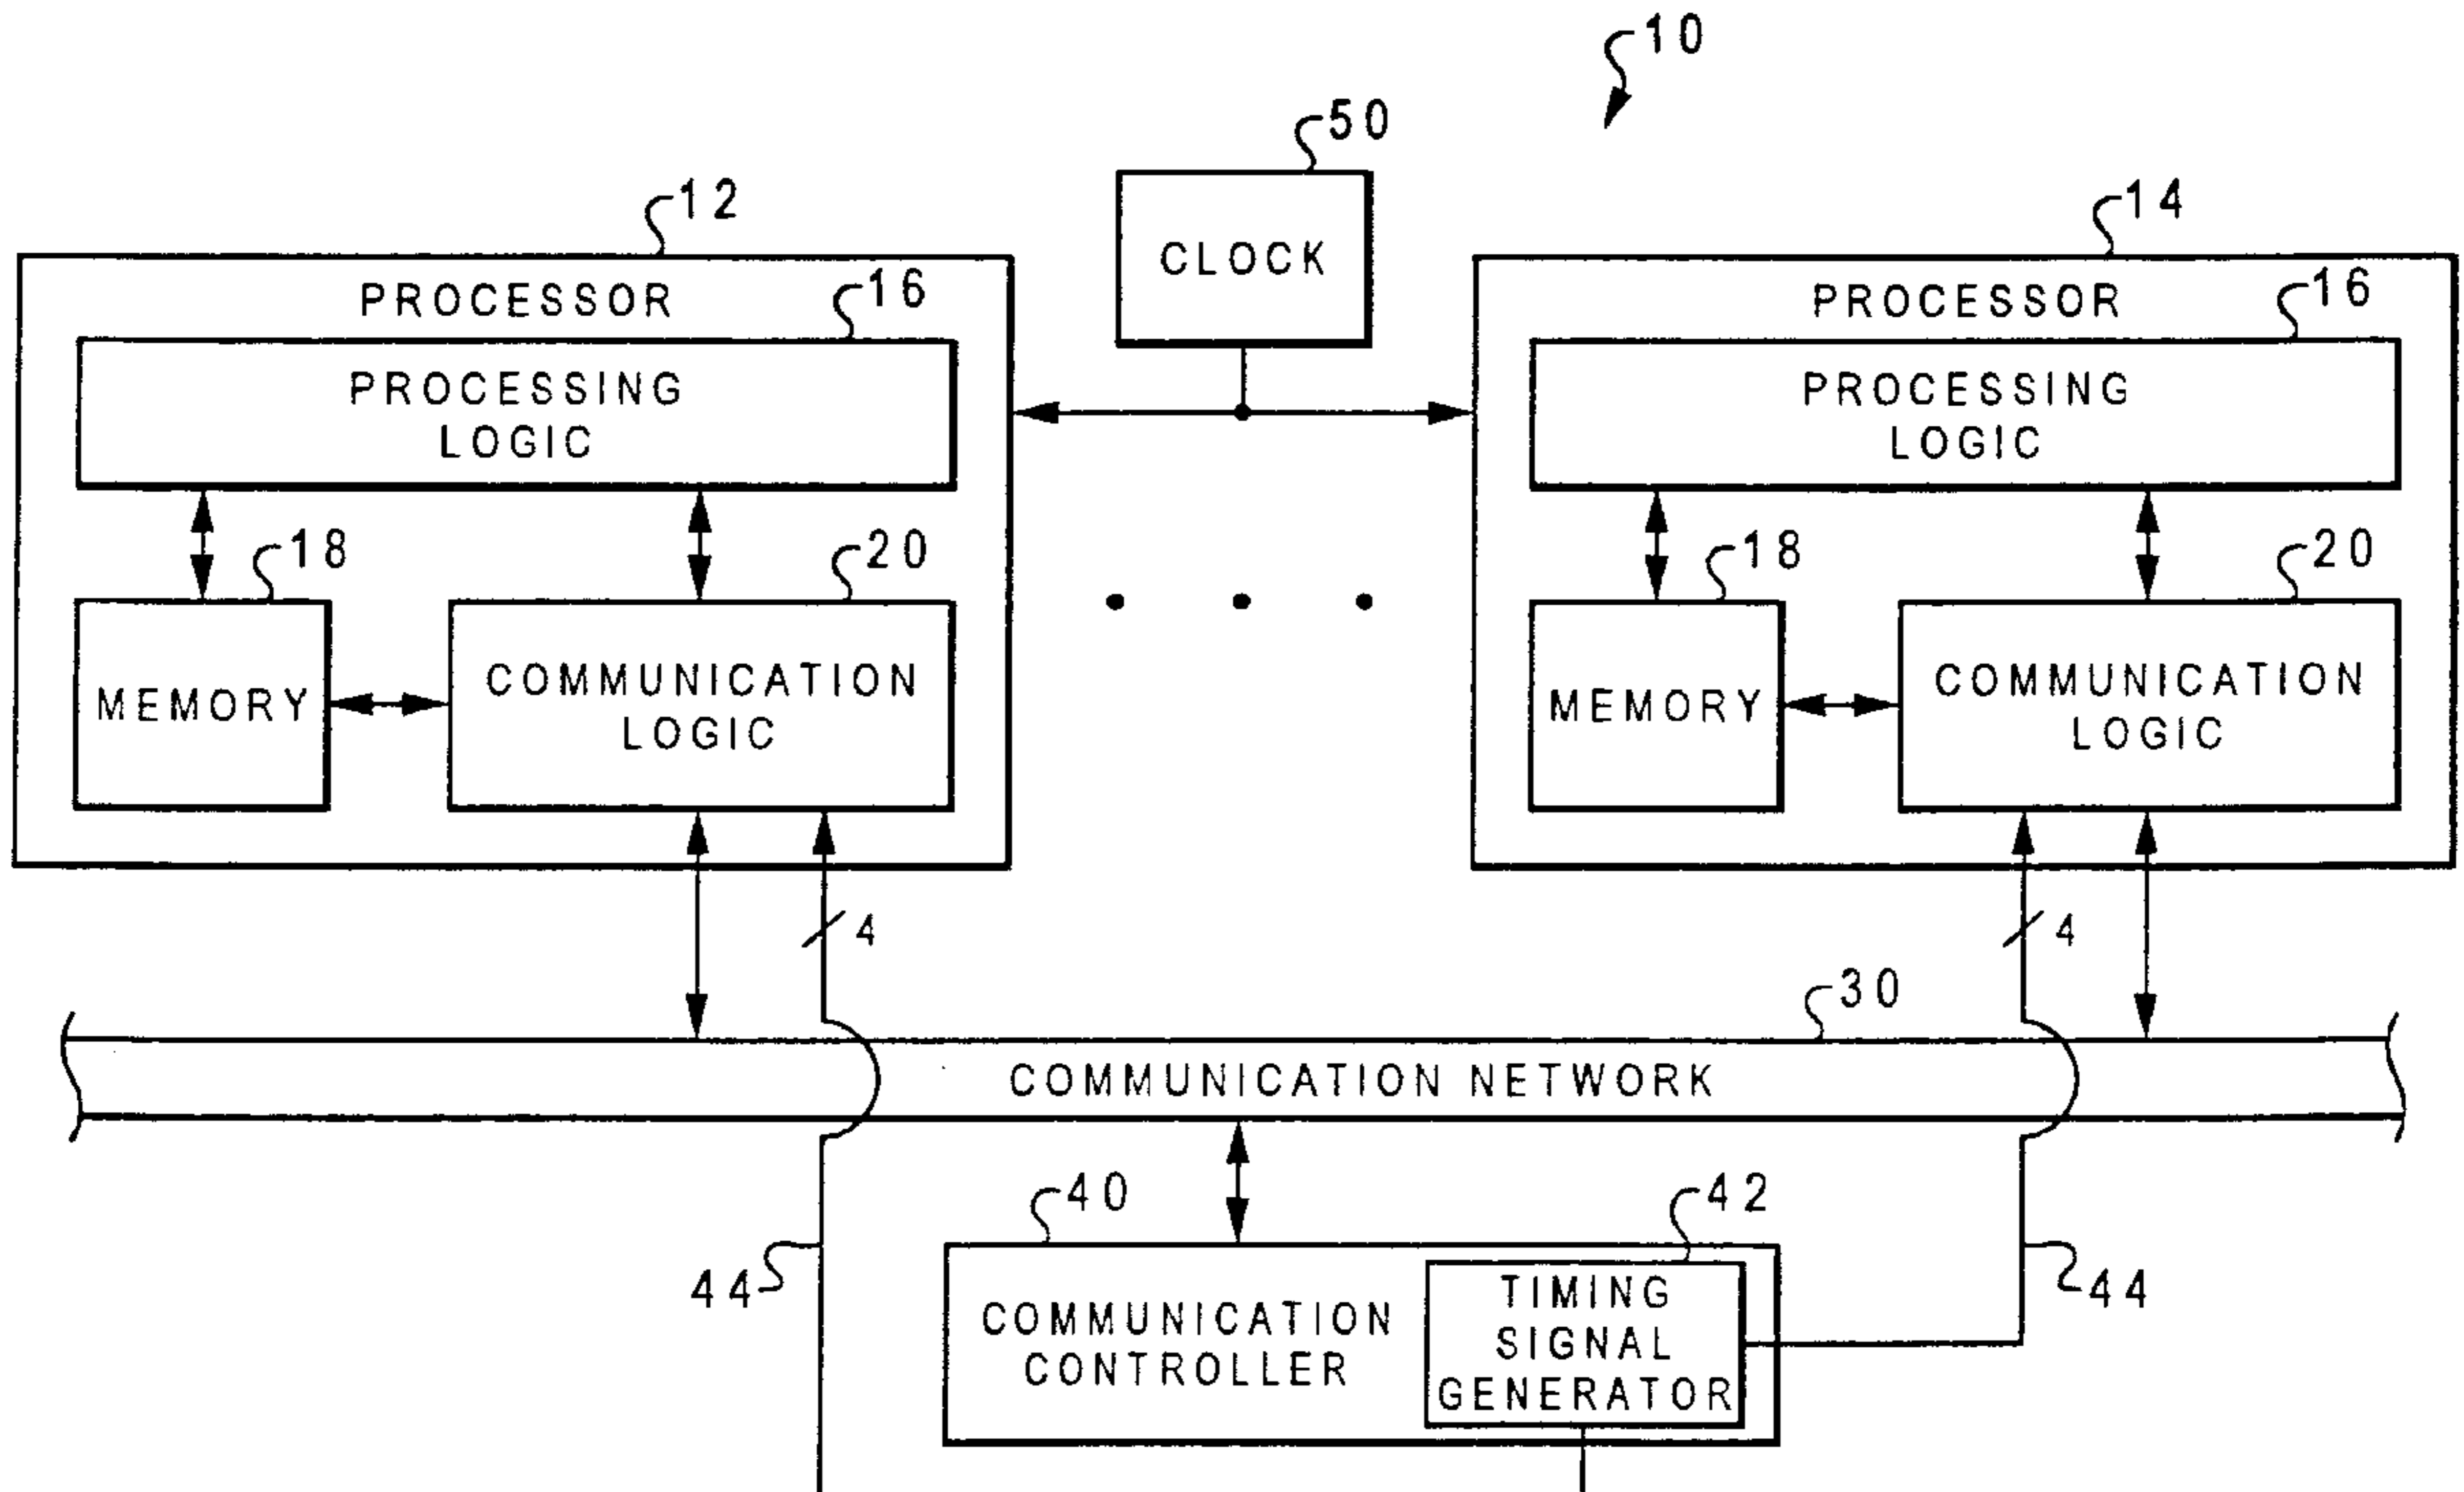 10
50
CLOCK
12
PROCESSOR
16
PROCESSING
LOGIC
18
MEMORY
20
COMMUNICATION
LOGIC
14
PROCESSOR
16
PROCESSING
LOGIC
18
MEMORY
20
COMMUNICATION
LOGIC
4
4
30
COMMUNICATION NETWORK
40
COMMUNICATION
CONTROLLER
42
TIMING
SIGNAL
GENERATOR
44
44